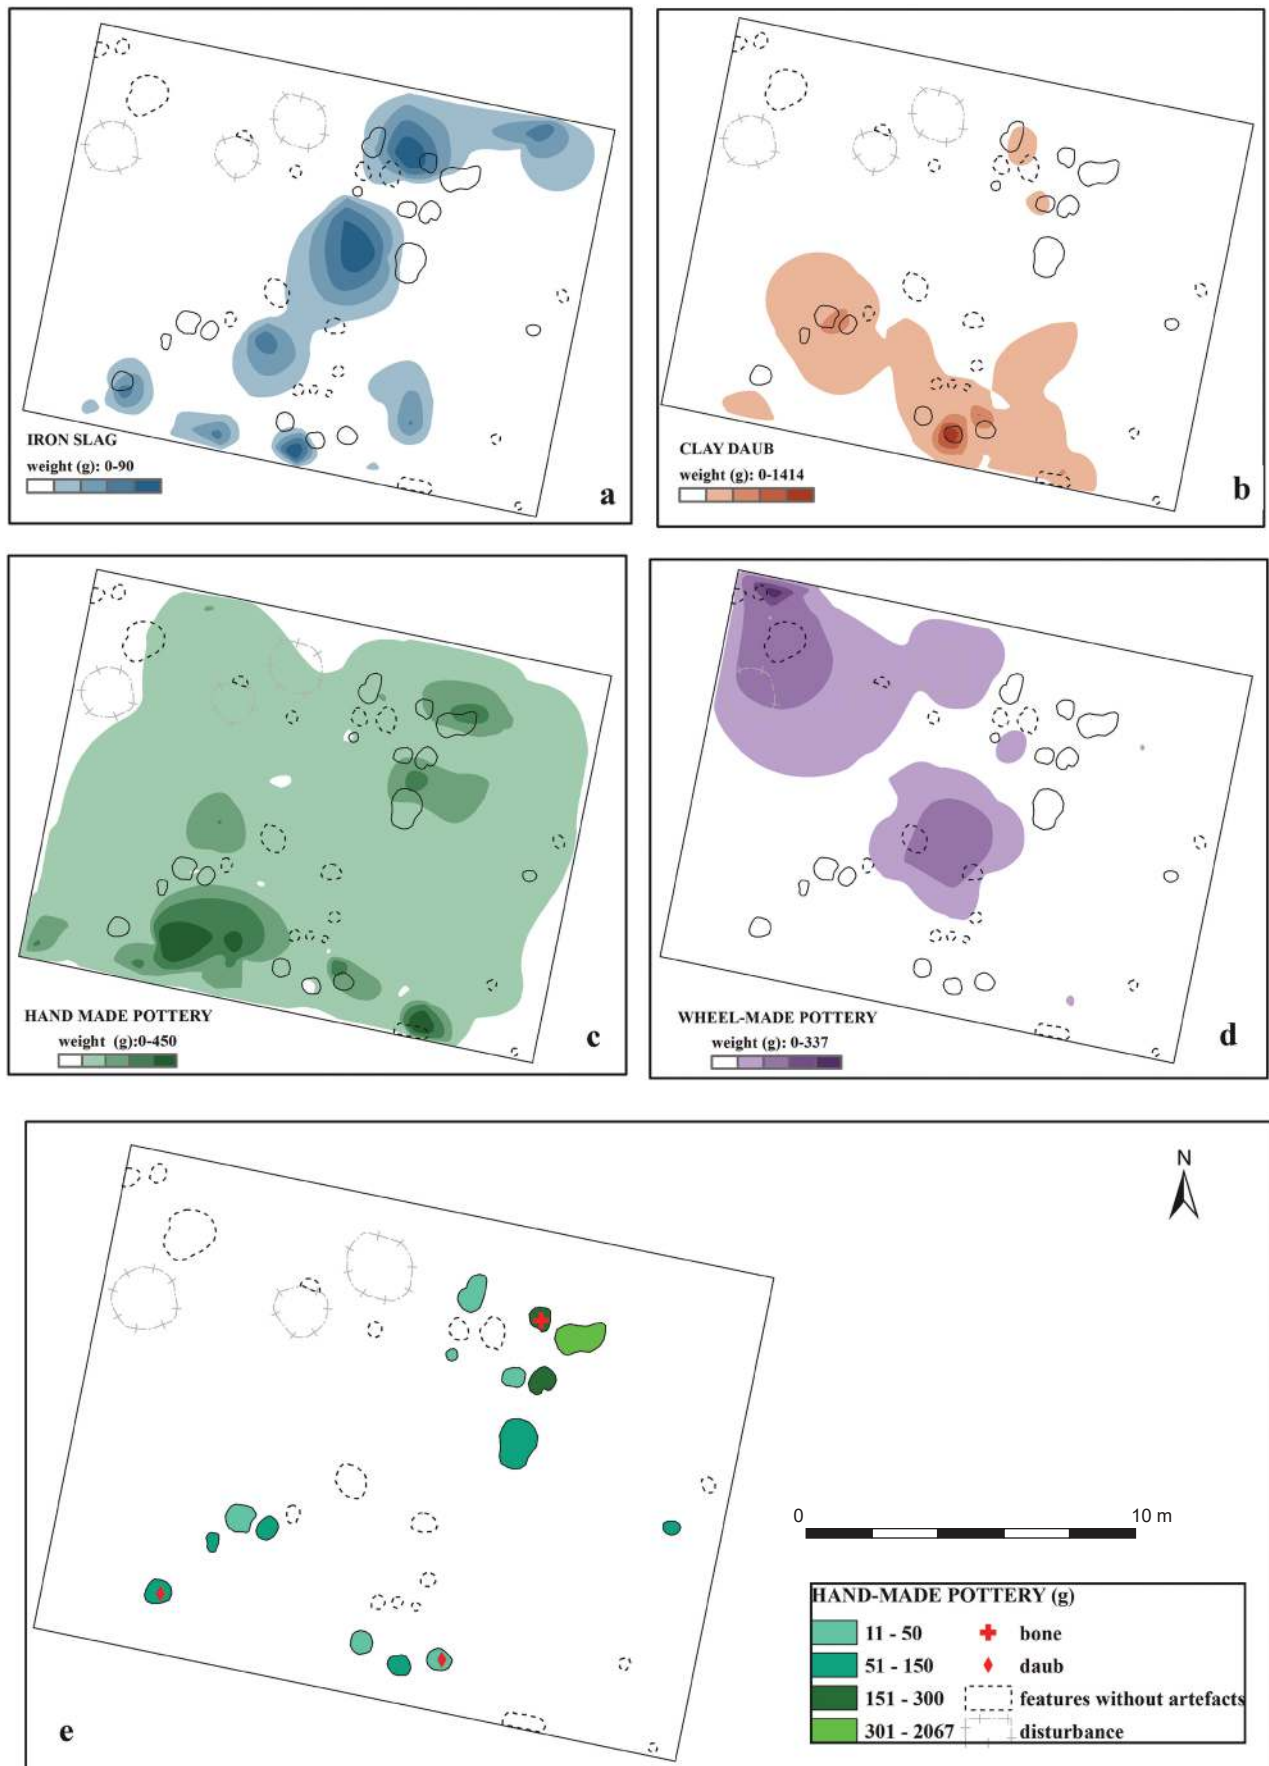 IRON SLAG
weight (g): 0-90
a
CLAY DAUB
weight (g): 0-1414
b
HAND MADE POTTERY
weight (g):0-450
c
WHEEL-MADE POTTERY
weight (g): 0-337
d
N
0 10 m
HAND-MADE POTTERY (g)
11 - 50 bone
51 - 150 daub
151 - 300 features without artefacts
301 - 2067 disturbance
e